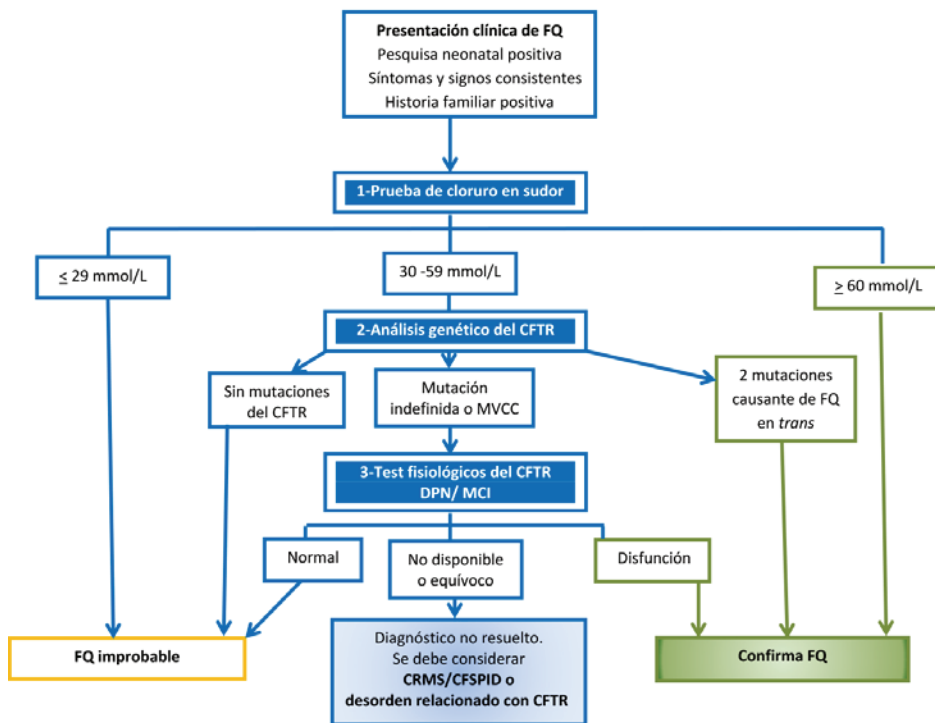 Presentación clínica de FQ
Pesquisa neonatal positiva
Síntomas y signos consistentes
Historia familiar positiva
1-Prueba de cloruro en sudor
≤ 29 mmol/L
30 -59 mmol/L
≥ 60 mmol/L
2-Análisis genético del CFTR
Sin mutaciones
del CFTR
Mutación
indefinida o MVCC
2 mutaciones
causante de FQ
en trans
3-Test fisiológicos del CFTR
DPN/ MCI
Normal
No disponible
o equívoco
Disfunción
FQ improbable
Diagnóstico no resuelto.
Se debe considerar
CRMS/CFSPID o
desorden relacionado con CFTR
Confirma FQ